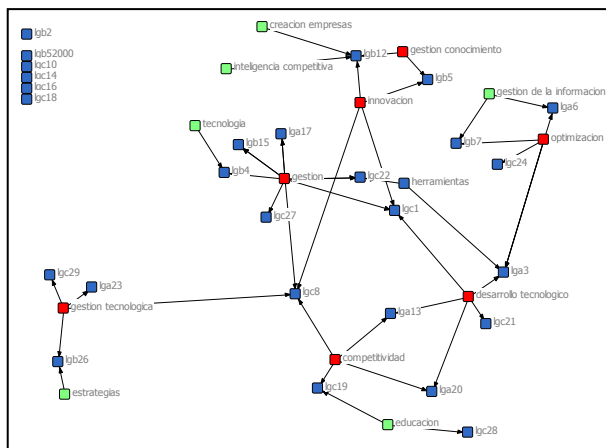 creacion empresas
lgb2
gestion conocimiento
lgb12
lgb52000
inteligencia competitiva
lgc10
lgb5
lgc14
gestion de la informacion
lgc16
innovacion
lgc18
lga6
tecnologia
lga17
optimizacion
lgb15
lgb7
lgc24
lgb4
gestion
lgc22
herramientas
lgc27
lgc1
lgc29
lga3
lga23
lgc8
desarrollo tecnologico
gestion tecnologica
lga13
lgc21
lgb26
competitividad
estrategias
lgc19
lga20
educacion
lgc28